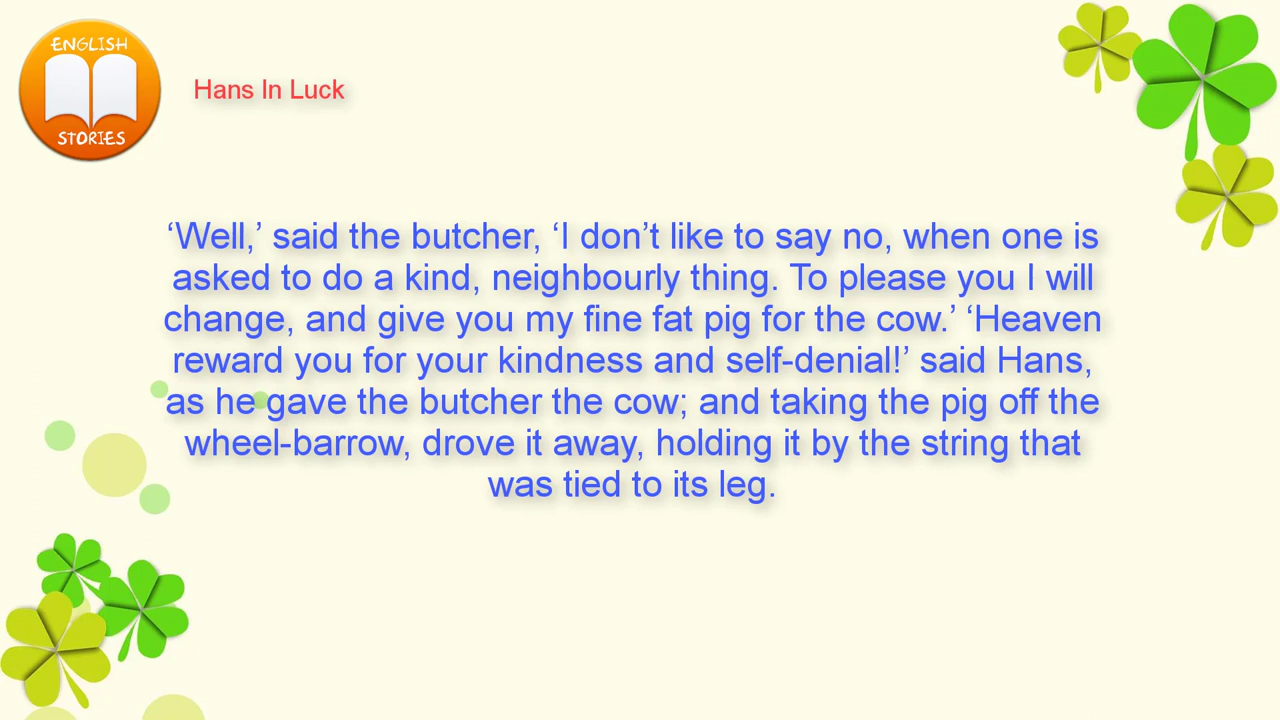 ENGLISH
STORIES
Hans In Luck
‘Well,’ said the butcher, ‘I don’t like to say no, when one is
asked to do a kind, neighbourly thing. To please you I will
change, and give you my fine fat pig for the cow.’ ‘Heaven
reward you for your kindness and self-denial!’ said Hans,
as he gave the butcher the cow; and taking the pig off the
wheel-barrow, drove it away, holding it by the string that
was tied to its leg.